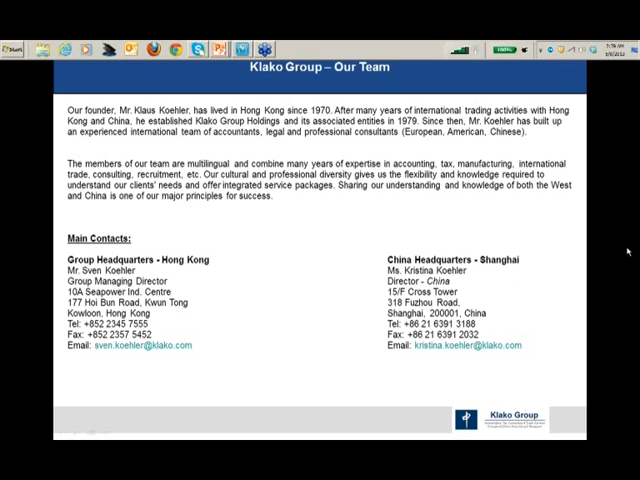 Start
100%
7:36 AM
Klako Group – Our Team
Our founder, Mr. Klaus Koehler, has lived in Hong Kong since 1970. After many years of international trading activities with Hong
Kong and China, he established Klako Group Holdings and its associated entities in 1979. Since then, Mr. Koehler has built up
an experienced international team of accountants, legal and professional consultants (European, American, Chinese).
The members of our team are multilingual and combine many years of expertise in accounting, tax, manufacturing, international
trade, consulting, recruitment, etc. Our cultural and professional diversity gives us the flexibility and knowledge required to
understand our clients' needs and offer integrated service packages. Sharing our understanding and knowledge of both the West
and China is one of our major principles for success.
Main Contacts:
Group Headquarters - Hong Kong
Mr. Sven Koehler
Group Managing Director
10A Seapower Ind. Centre
177 Hoi Bun Road, Kwun Tong
Kowloon, Hong Kong
Tel: +852 2345 7555
Fax: +852 2357 5452
Email: sven.koehler@klako.com
China Headquarters - Shanghai
Ms. Kristina Koehler
Director - China
15/F Cross Tower
318 Fuzhou Road,
Shanghai, 200001, China
Tel: +86 21 6391 3188
Fax: +86 21 6391 2032
Email: kristina.koehler@klako.com
Klako Group